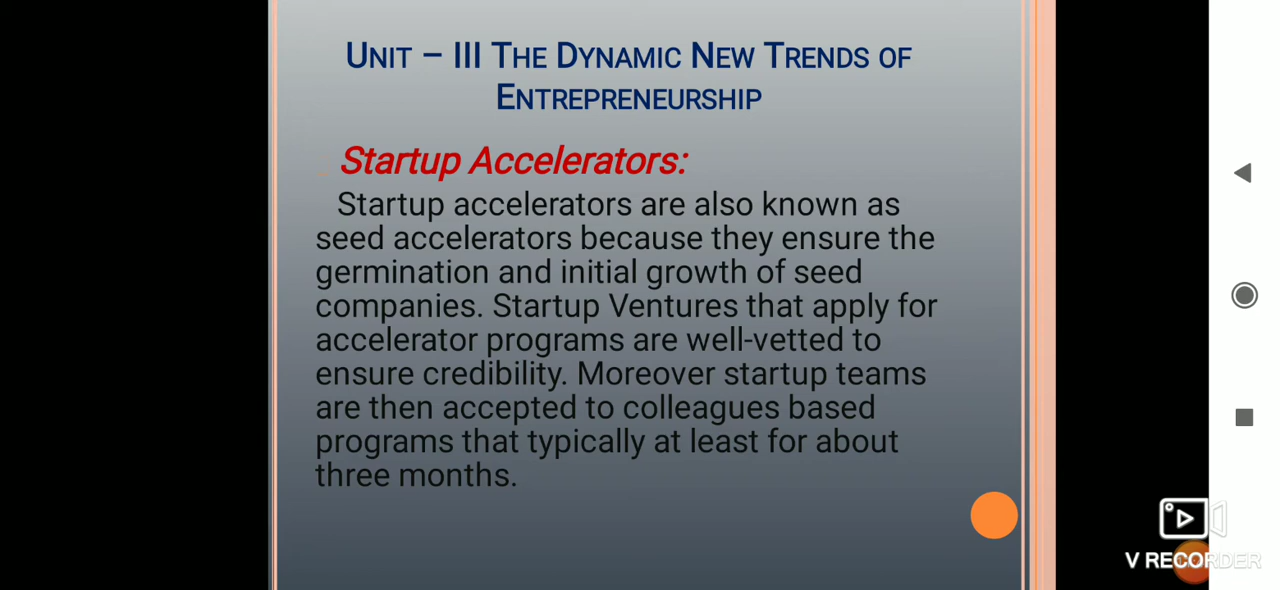 UNIT – III THE DYNAMIC NEW TRENDS OF
ENTREPRENEURSHIP
Startup Accelerators:
Startup accelerators are also known as
seed accelerators because they ensure the
germination and initial growth of seed
companies. Startup Ventures that apply for
accelerator programs are well-vetted to
ensure credibility. Moreover startup teams
are then accepted to colleagues based
programs that typically at least for about
three months.
V RECORDER